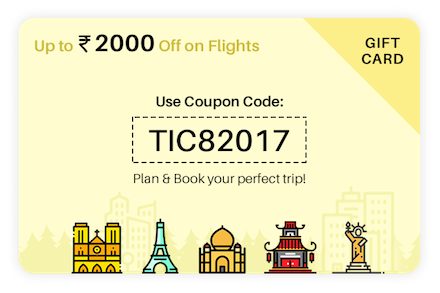 Up to ₹ 2000 Off on Flights
GIFT
CARD
Use Coupon Code:
TIC82017
Plan & Book your perfect trip!